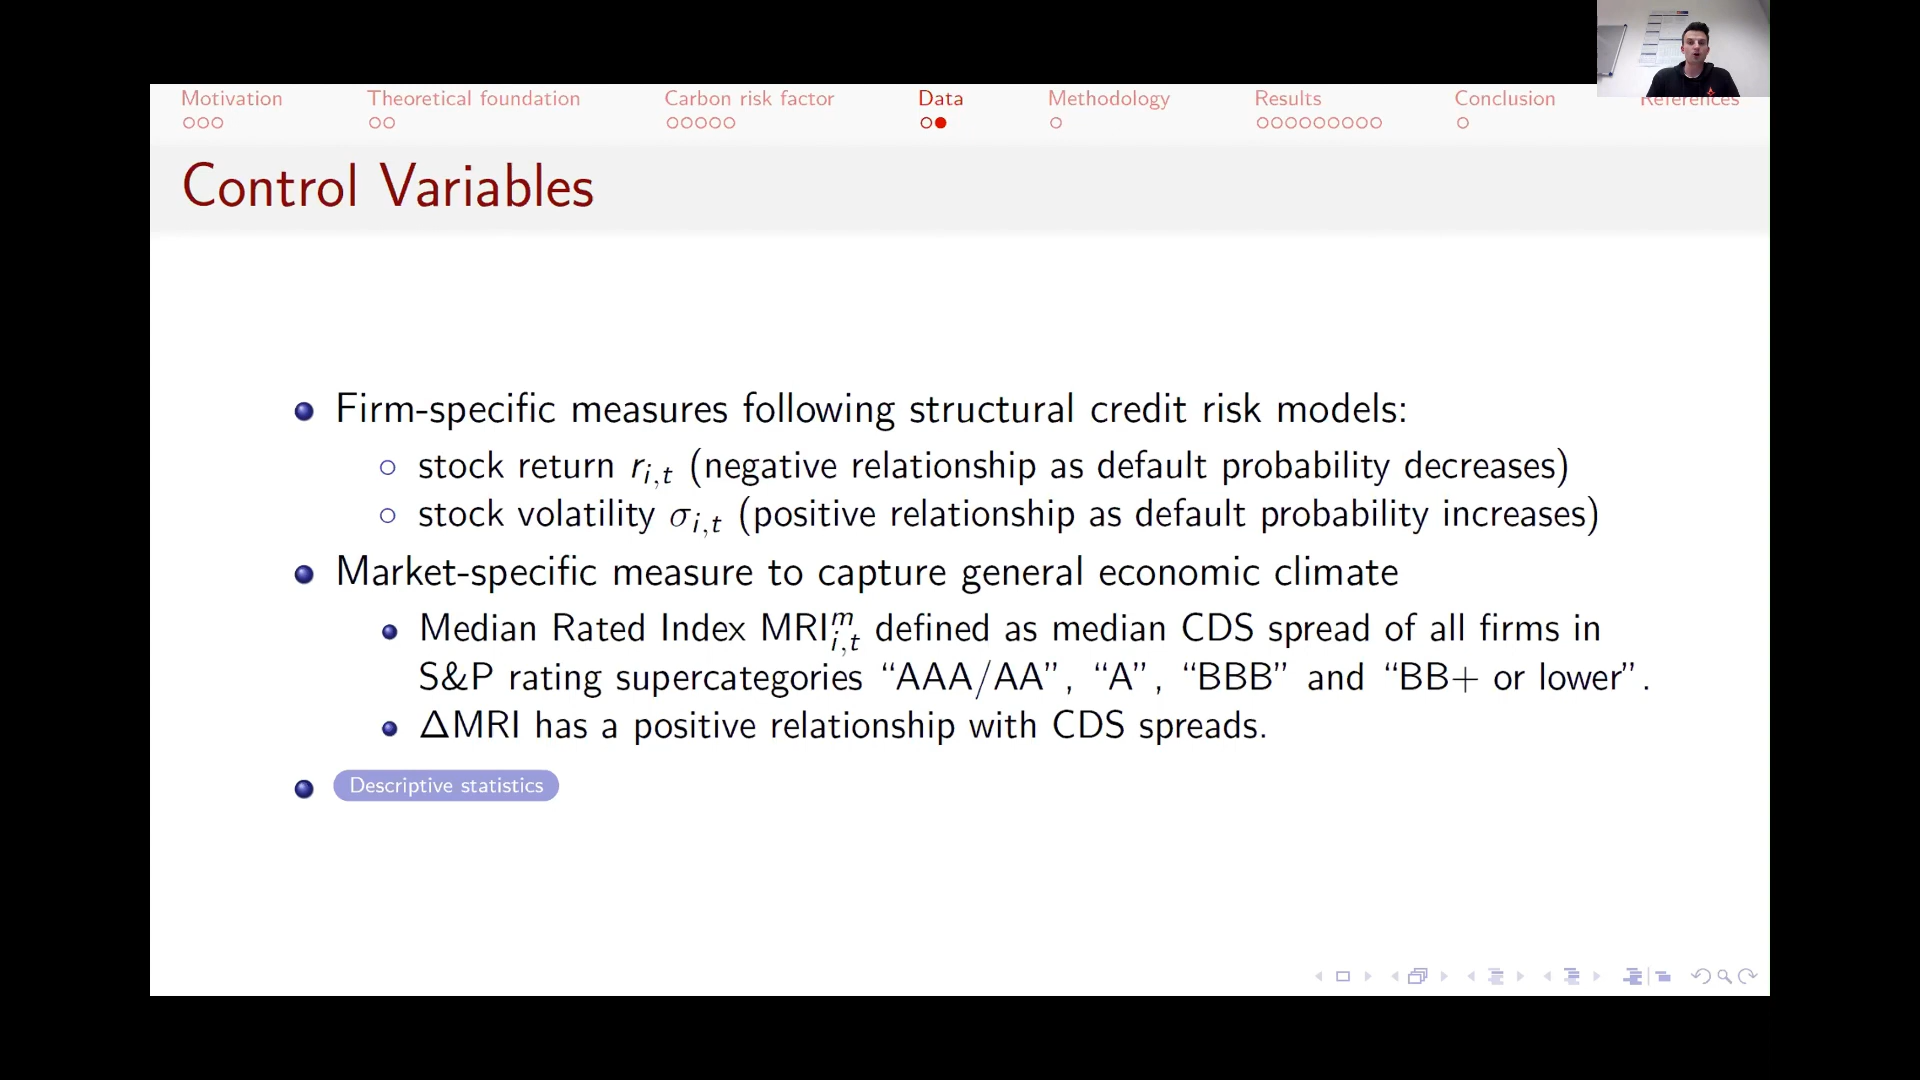 Motivation Theoretical foundation Carbon risk factor Data Methodology Results Conclusion References
Control Variables
Firm-specific measures following structural credit risk models:
stock return r_{i,t} (negative relationship as default probability decreases)
stock volatility σ_{i,t} (positive relationship as default probability increases)
Market-specific measure to capture general economic climate
Median Rated Index MRI^m_{i,t} defined as median CDS spread of all firms in
S&P rating supercategories “AAA/AA”, “A”, “BBB” and “BB+ or lower”.
ΔMRI has a positive relationship with CDS spreads.
Descriptive statistics